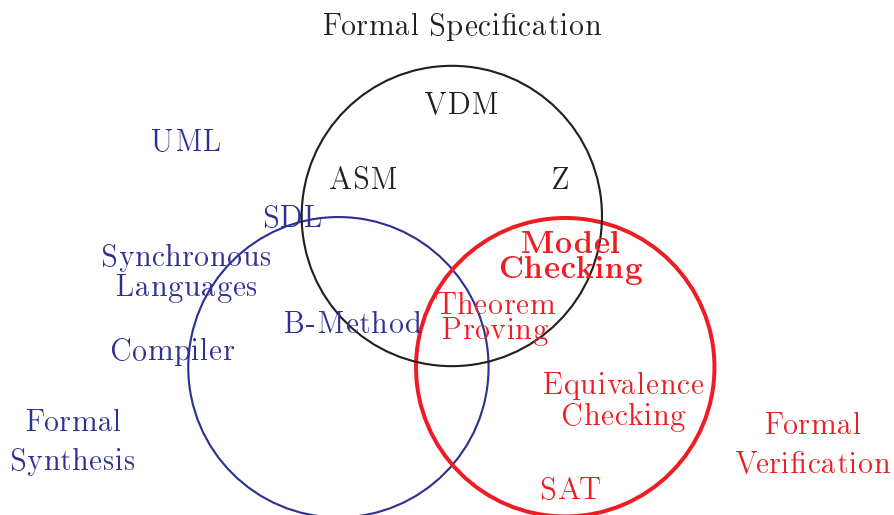 Formal Specification
VDM
UML
ASM
Z
SDL
Model
Checking
Synchronous
Languages
Theorem
Proving
B-Method
Compiler
Equivalence
Checking
Formal
Synthesis
Formal
Verification
SAT